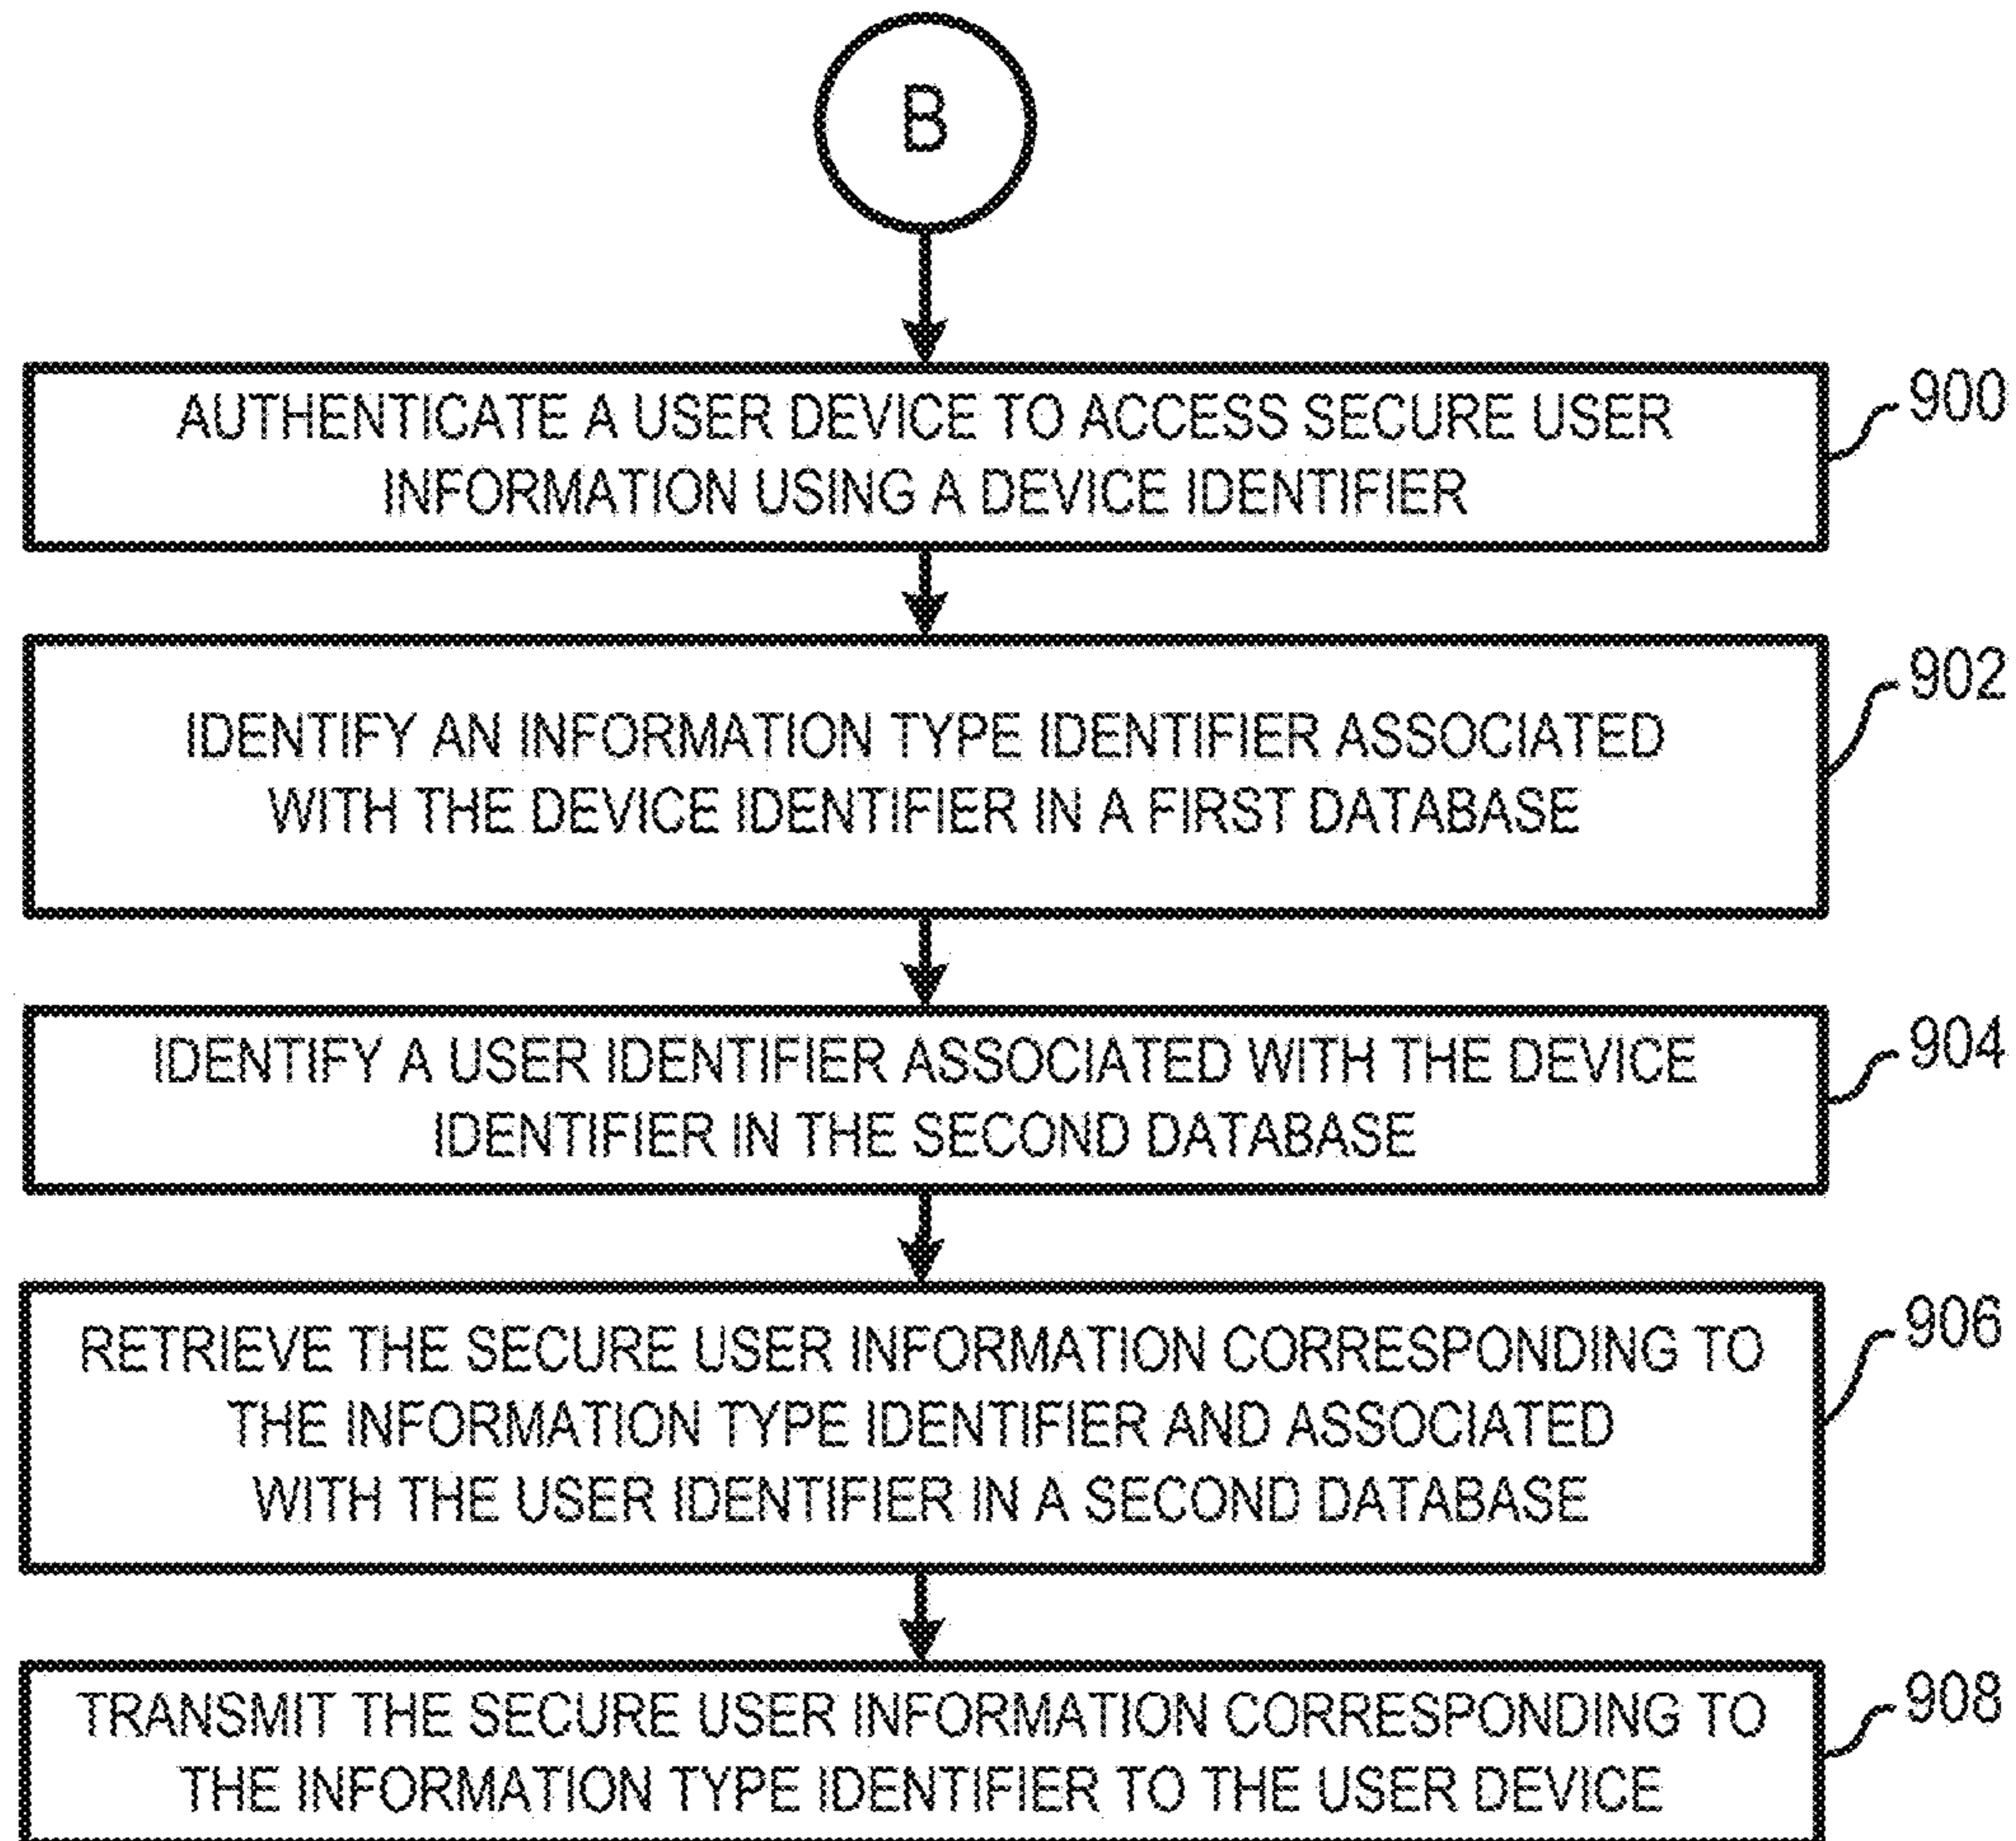 B
AUTHENTICATE A USER DEVICE TO ACCESS SECURE USER
INFORMATION USING A DEVICE IDENTIFIER
900
IDENTIFY AN INFORMATION TYPE IDENTIFIER ASSOCIATED
WITH THE DEVICE IDENTIFIER IN A FIRST DATABASE
902
IDENTIFY A USER IDENTIFIER ASSOCIATED WITH THE DEVICE
IDENTIFIER IN THE SECOND DATABASE
904
RETRIEVE THE SECURE USER INFORMATION CORRESPONDING TO
THE INFORMATION TYPE IDENTIFIER AND ASSOCIATED
WITH THE USER IDENTIFIER IN A SECOND DATABASE
906
TRANSMIT THE SECURE USER INFORMATION CORRESPONDING TO
THE INFORMATION TYPE IDENTIFIER TO THE USER DEVICE
908